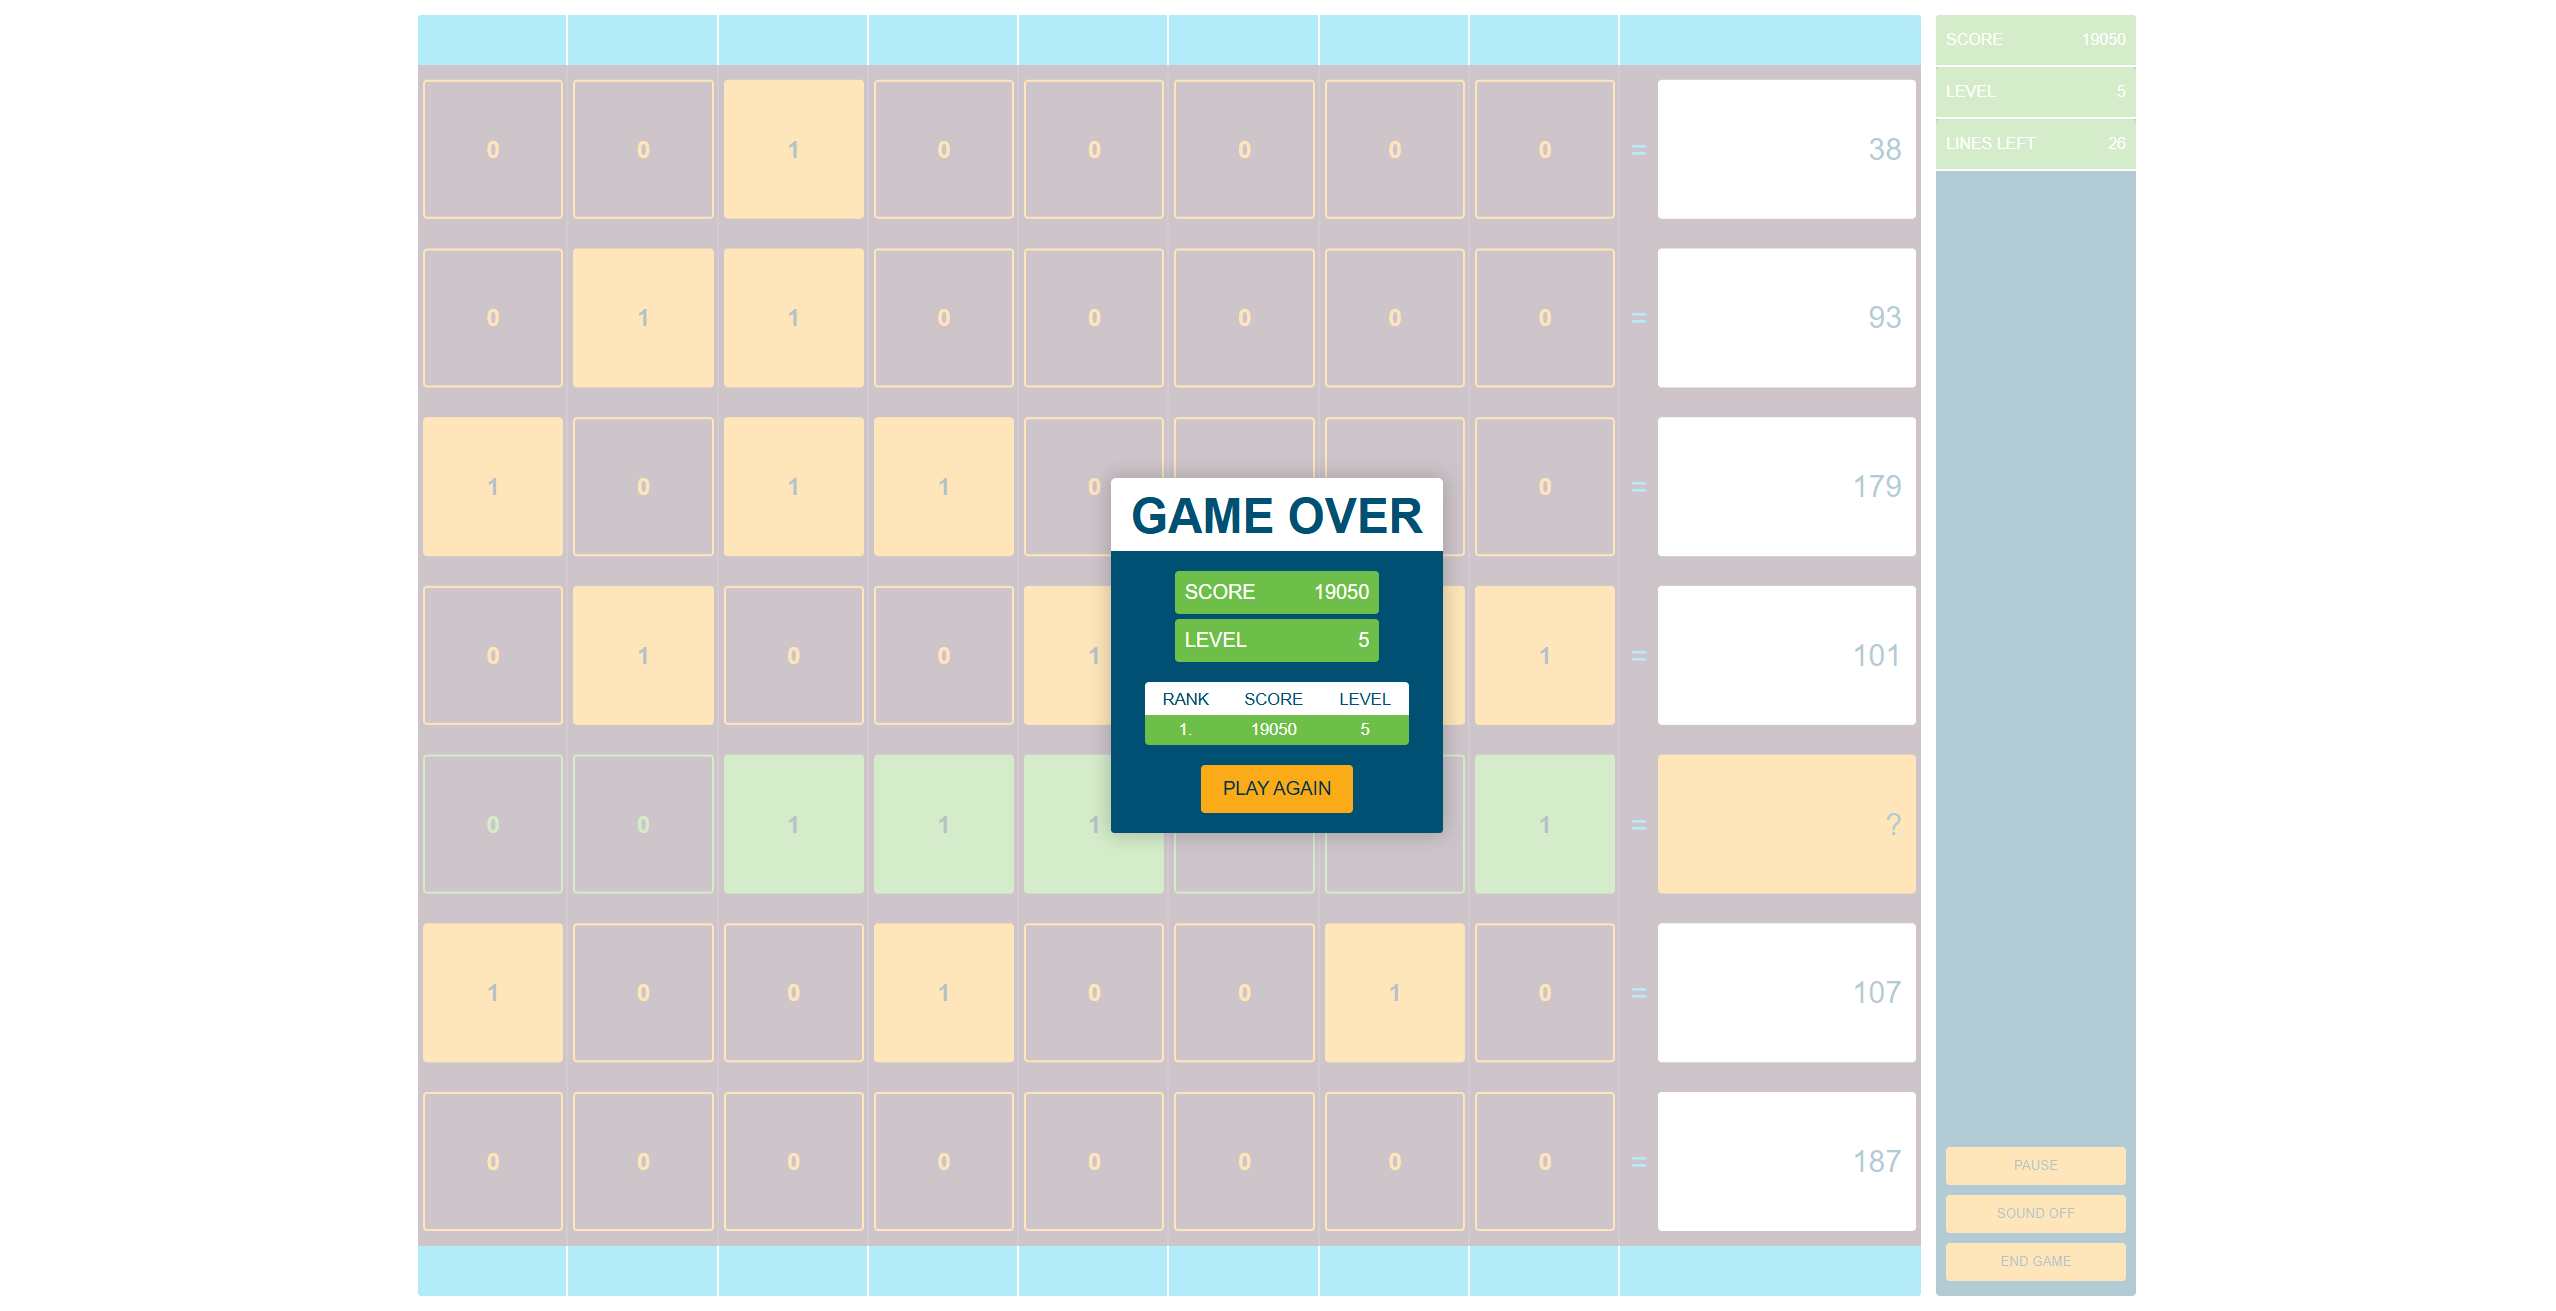 SCORE 19050
LEVEL 5
LINES LEFT 26
0 0 1 0 0 0 0 0 = 38
0 1 1 0 0 0 0 0 = 93
1 0 1 1 0 0 = 179
0 1 0 0 1 1 = 101
0 0 1 1 1 1 = ?
1 0 0 1 0 0 1 0 = 107
0 0 0 0 0 0 0 0 = 187
GAME OVER
SCORE 19050
LEVEL 5
RANK SCORE LEVEL
1. 19050 5
PLAY AGAIN
PAUSE
SOUND OFF
END GAME